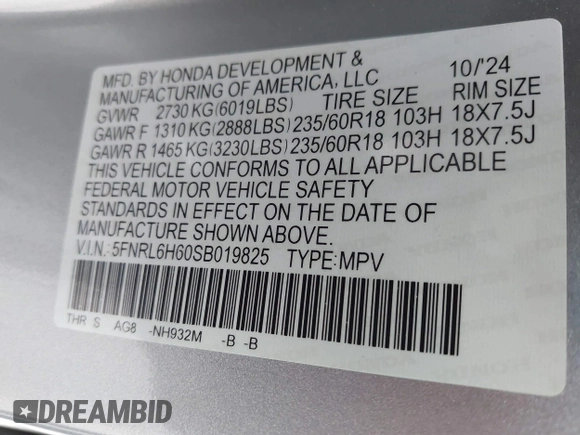 MFD. BY HONDA DEVELOPMENT &
MANUFACTURING OF AMERICA, LLC 10/'24
GVWR 2730 KG(6019LBS) TIRE SIZE RIM SIZE
GAWR F 1310 KG(2888LBS) 235/60R18 103H 18X7.5J
GAWR R 1465 KG(3230LBS) 235/60R18 103H 18X7.5J
THIS VEHICLE CONFORMS TO ALL APPLICABLE
FEDERAL MOTOR VEHICLE SAFETY
STANDARDS IN EFFECT ON THE DATE OF
MANUFACTURE SHOWN ABOVE.
V.I.N.: 5FNRL6H60SB019825 TYPE:MPV
THR S AG8 -NH932M -B -B
DREAMBID